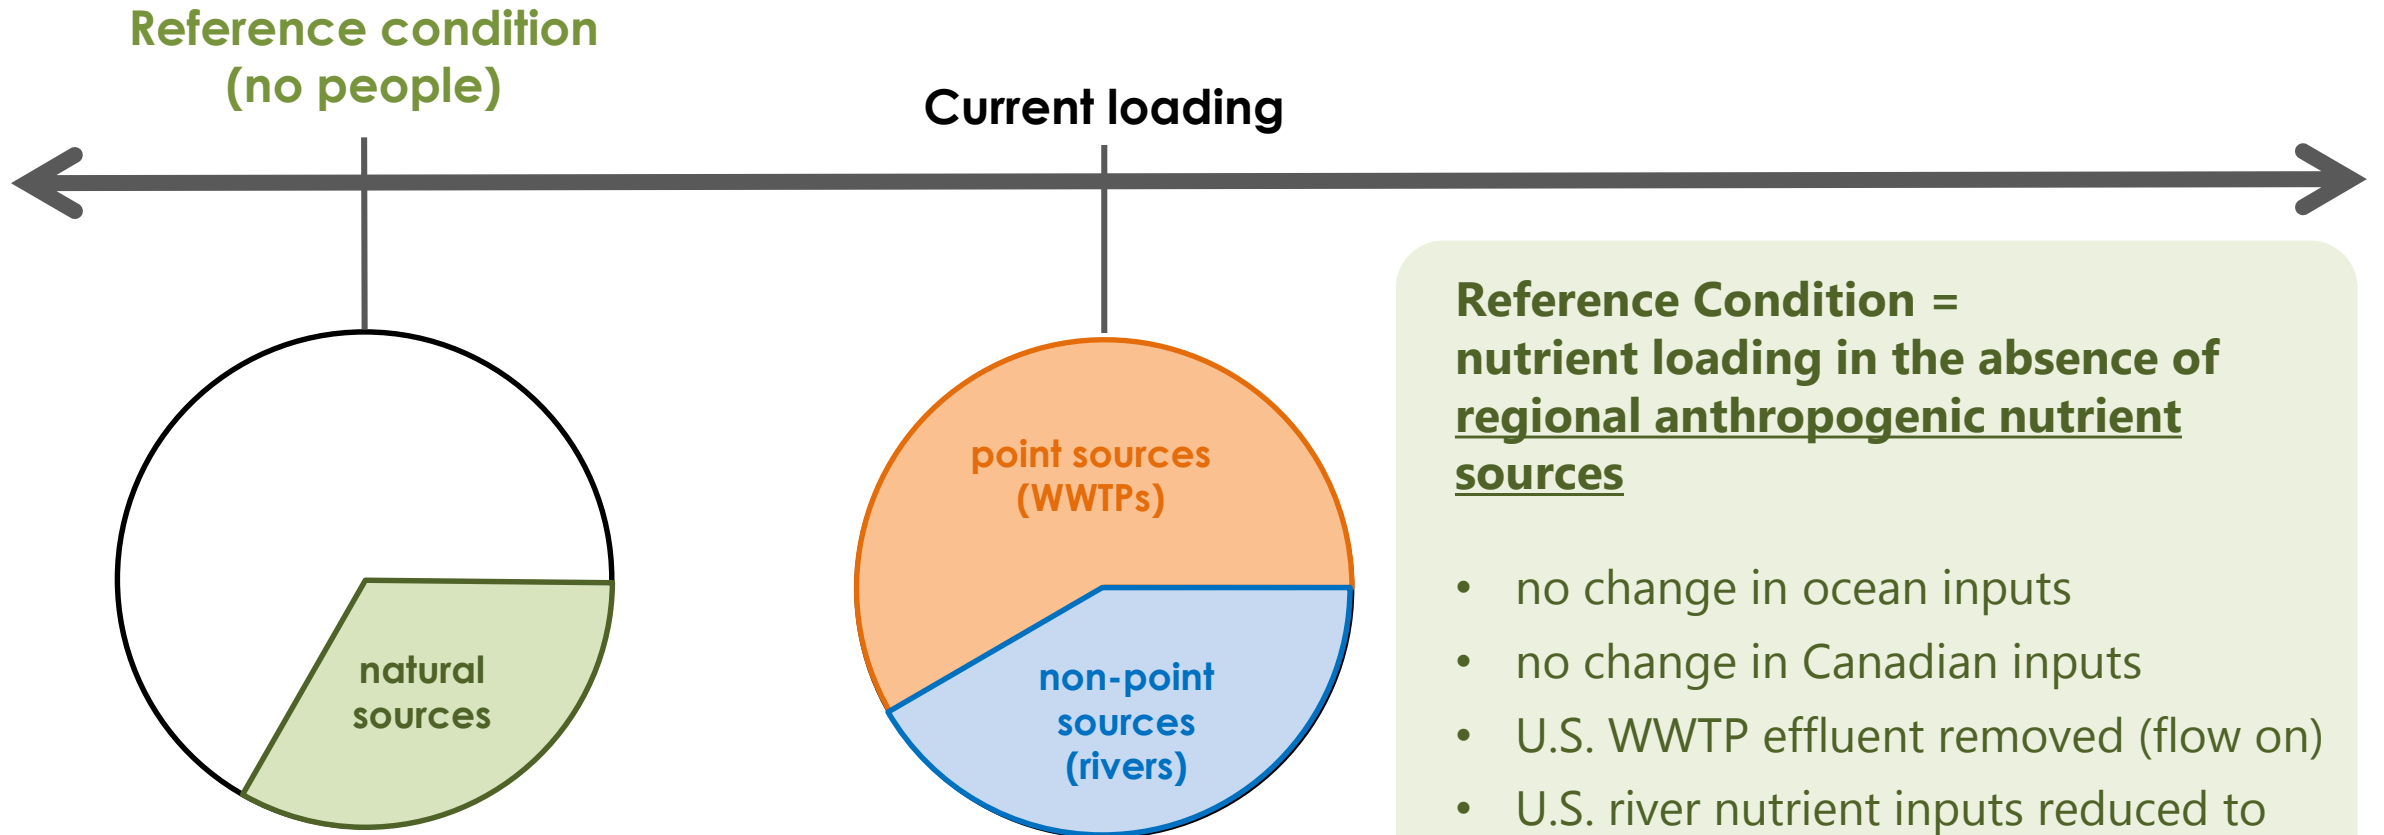 Reference condition
(no people)
Current loading
natural
sources
point sources
(WWTPs)
non-point
sources
(rivers)
Reference Condition =
nutrient loading in the absence of
regional anthropogenic nutrient
sources
• no change in ocean inputs
• no change in Canadian inputs
• U.S. WWTP effluent removed (flow on)
• U.S. river nutrient inputs reduced to